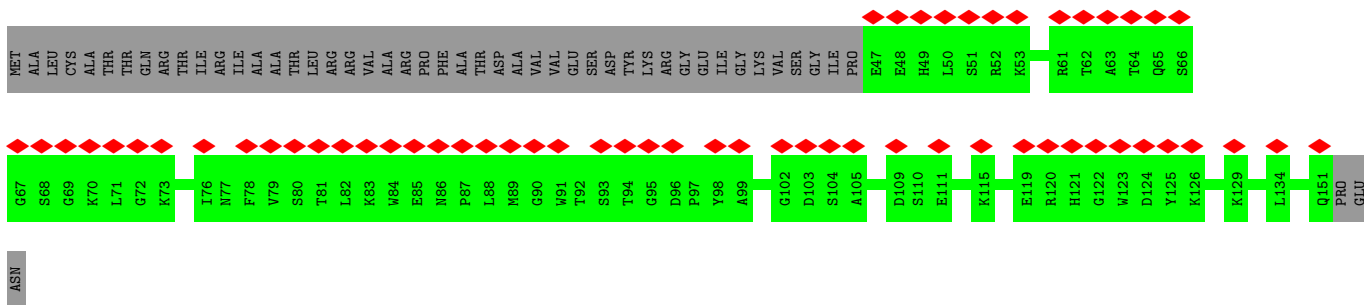 MET ALA LEU CYS ALA THR THR GLN ARG THR ILE ARG ILE ALA ALA THR LEU ARG ARG VAL ALA ARG PRO PHE ALA THR ASP ALA VAL VAL GLU SER ASP TYR LYS ARG GLY GLU ILE GLY LYS VAL SER GLY ILE PRO E47 E48 H49 L50 S51 R52 K53 R61 T62 A63 T64 Q65 S66
G67 S68 G69 K70 L71 G72 K73 I76 N77 F78 V79 S80 T81 L82 K83 W84 E85 N86 P87 L88 M89 G90 W91 T92 S93 T94 G95 D96 P97 Y98 A99 G102 D103 S104 A105 D109 S110 E111 K115 E119 R120 H121 G122 W123 D124 Y125 K126 K129 L134 Q151 PRO GLU
ASN